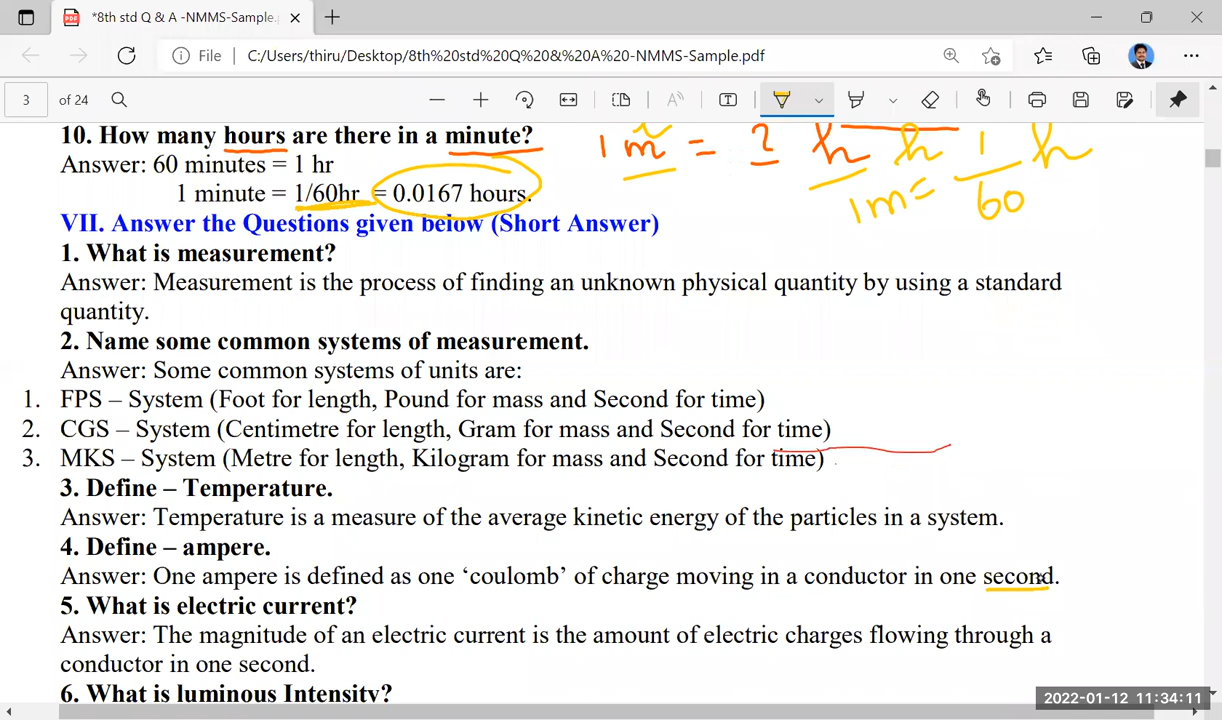 *8th std Q & A -NMMS-Sample.
File C:/Users/thiru/Desktop/8th%20std%20Q%20&%20A%20-NMMS-Sample.pdf
3 of 24
10. How many hours are there in a minute?
1 m = ? h h 1 h
Answer: 60 minutes = 1 hr
1 minute = 1/60hr = 0.0167 hours.
1m = 60
VII. Answer the Questions given below (Short Answer)
1. What is measurement?
Answer: Measurement is the process of finding an unknown physical quantity by using a standard
quantity.
2. Name some common systems of measurement.
Answer: Some common systems of units are:
1. FPS – System (Foot for length, Pound for mass and Second for time)
2. CGS – System (Centimetre for length, Gram for mass and Second for time)
3. MKS – System (Metre for length, Kilogram for mass and Second for time)
3. Define – Temperature.
Answer: Temperature is a measure of the average kinetic energy of the particles in a system.
4. Define – ampere.
Answer: One ampere is defined as one ‘coulomb’ of charge moving in a conductor in one second.
5. What is electric current?
Answer: The magnitude of an electric current is the amount of electric charges flowing through a
conductor in one second.
6. What is luminous Intensity?
2022-01-12 11:34:11